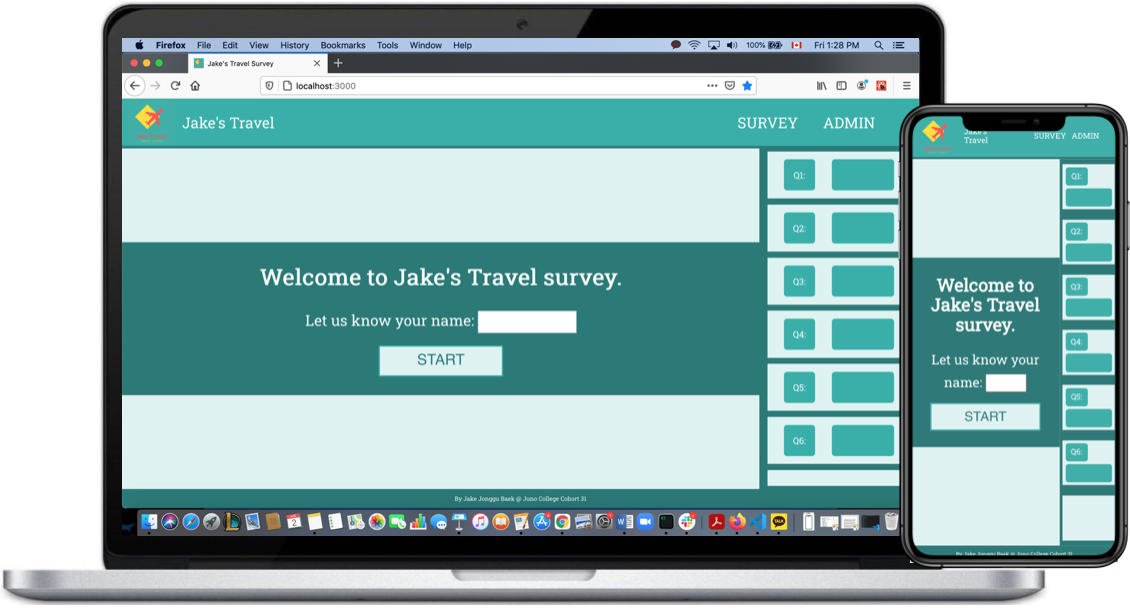 Firefox File Edit View History Bookmarks Tools Window Help 100% Fri 1:28 PM
Jake's Travel Survey
localhost:3000
Jake's Travel SURVEY ADMIN
Welcome to Jake's Travel survey.
Let us know your name:
START
Q1:
Q2:
Q3:
Q4:
Q5:
Q6:
By Jake Jonggu Baek @ Juno College Cohort 31
2
TALK
Jake's
Travel
SURVEY ADMIN
Welcome to
Jake's Travel
survey.
Let us know your
name:
START
Q1:
Q2:
Q3:
Q4:
Q5:
Q6:
By Jake Jonggu Baek @ Juno College Cohort 31